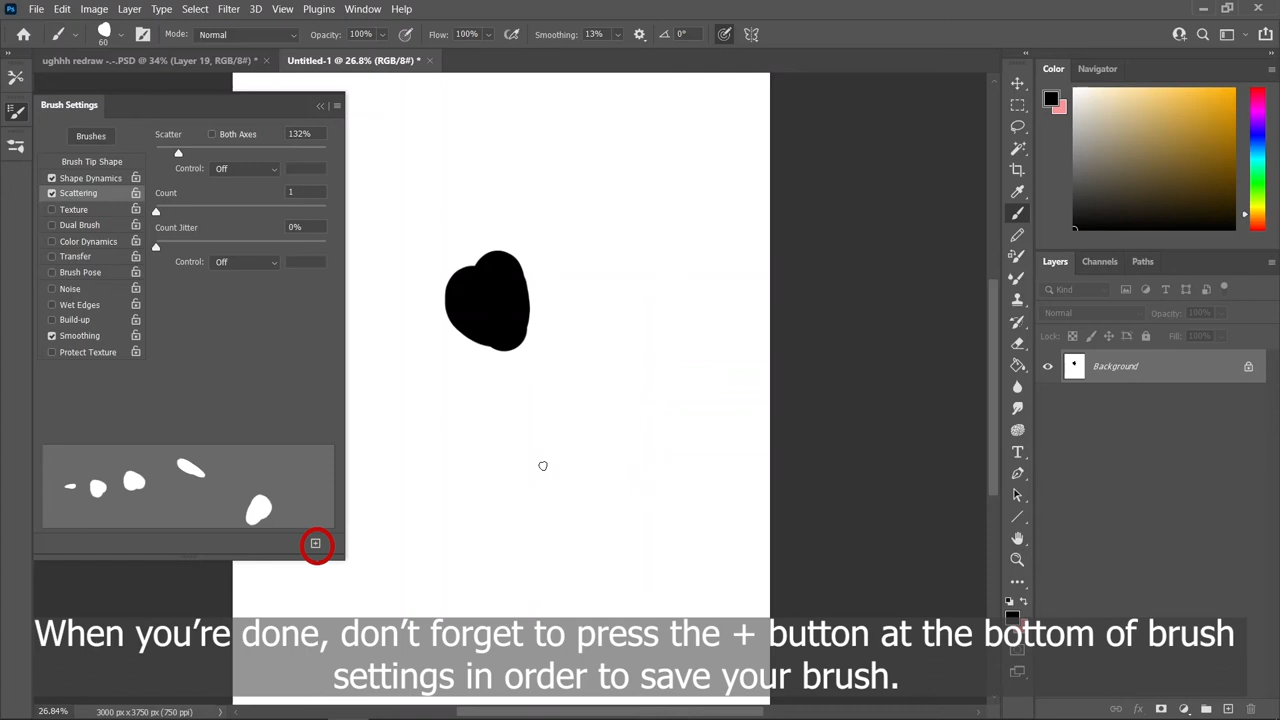 Ps File Edit Image Layer Type Select Filter 3D View Plugins Window Help
60 Mode: Normal Opacity: 100% Flow: 100% Smoothing: 13% 0°
ughhh redraw -.-.PSD @ 34% (Layer 19, RGB/8#) * Untitled-1 @ 26.8% (RGB/8#) *
Brush Settings
Brushes
Brush Tip Shape
Shape Dynamics
Scattering
Texture
Dual Brush
Color Dynamics
Transfer
Brush Pose
Noise
Wet Edges
Build-up
Smoothing
Protect Texture
Scatter Both Axes 132%
Control: Off
Count 1
Count Jitter 0%
Control: Off
Color Navigator
Layers Channels Paths
Kind
Normal Opacity: 100%
Lock: Fill: 100%
Background
When you're done, don't forget to press the + button at the bottom of brush
settings in order to save your brush.
26.84% 3000 px x 3750 px (750 ppi)